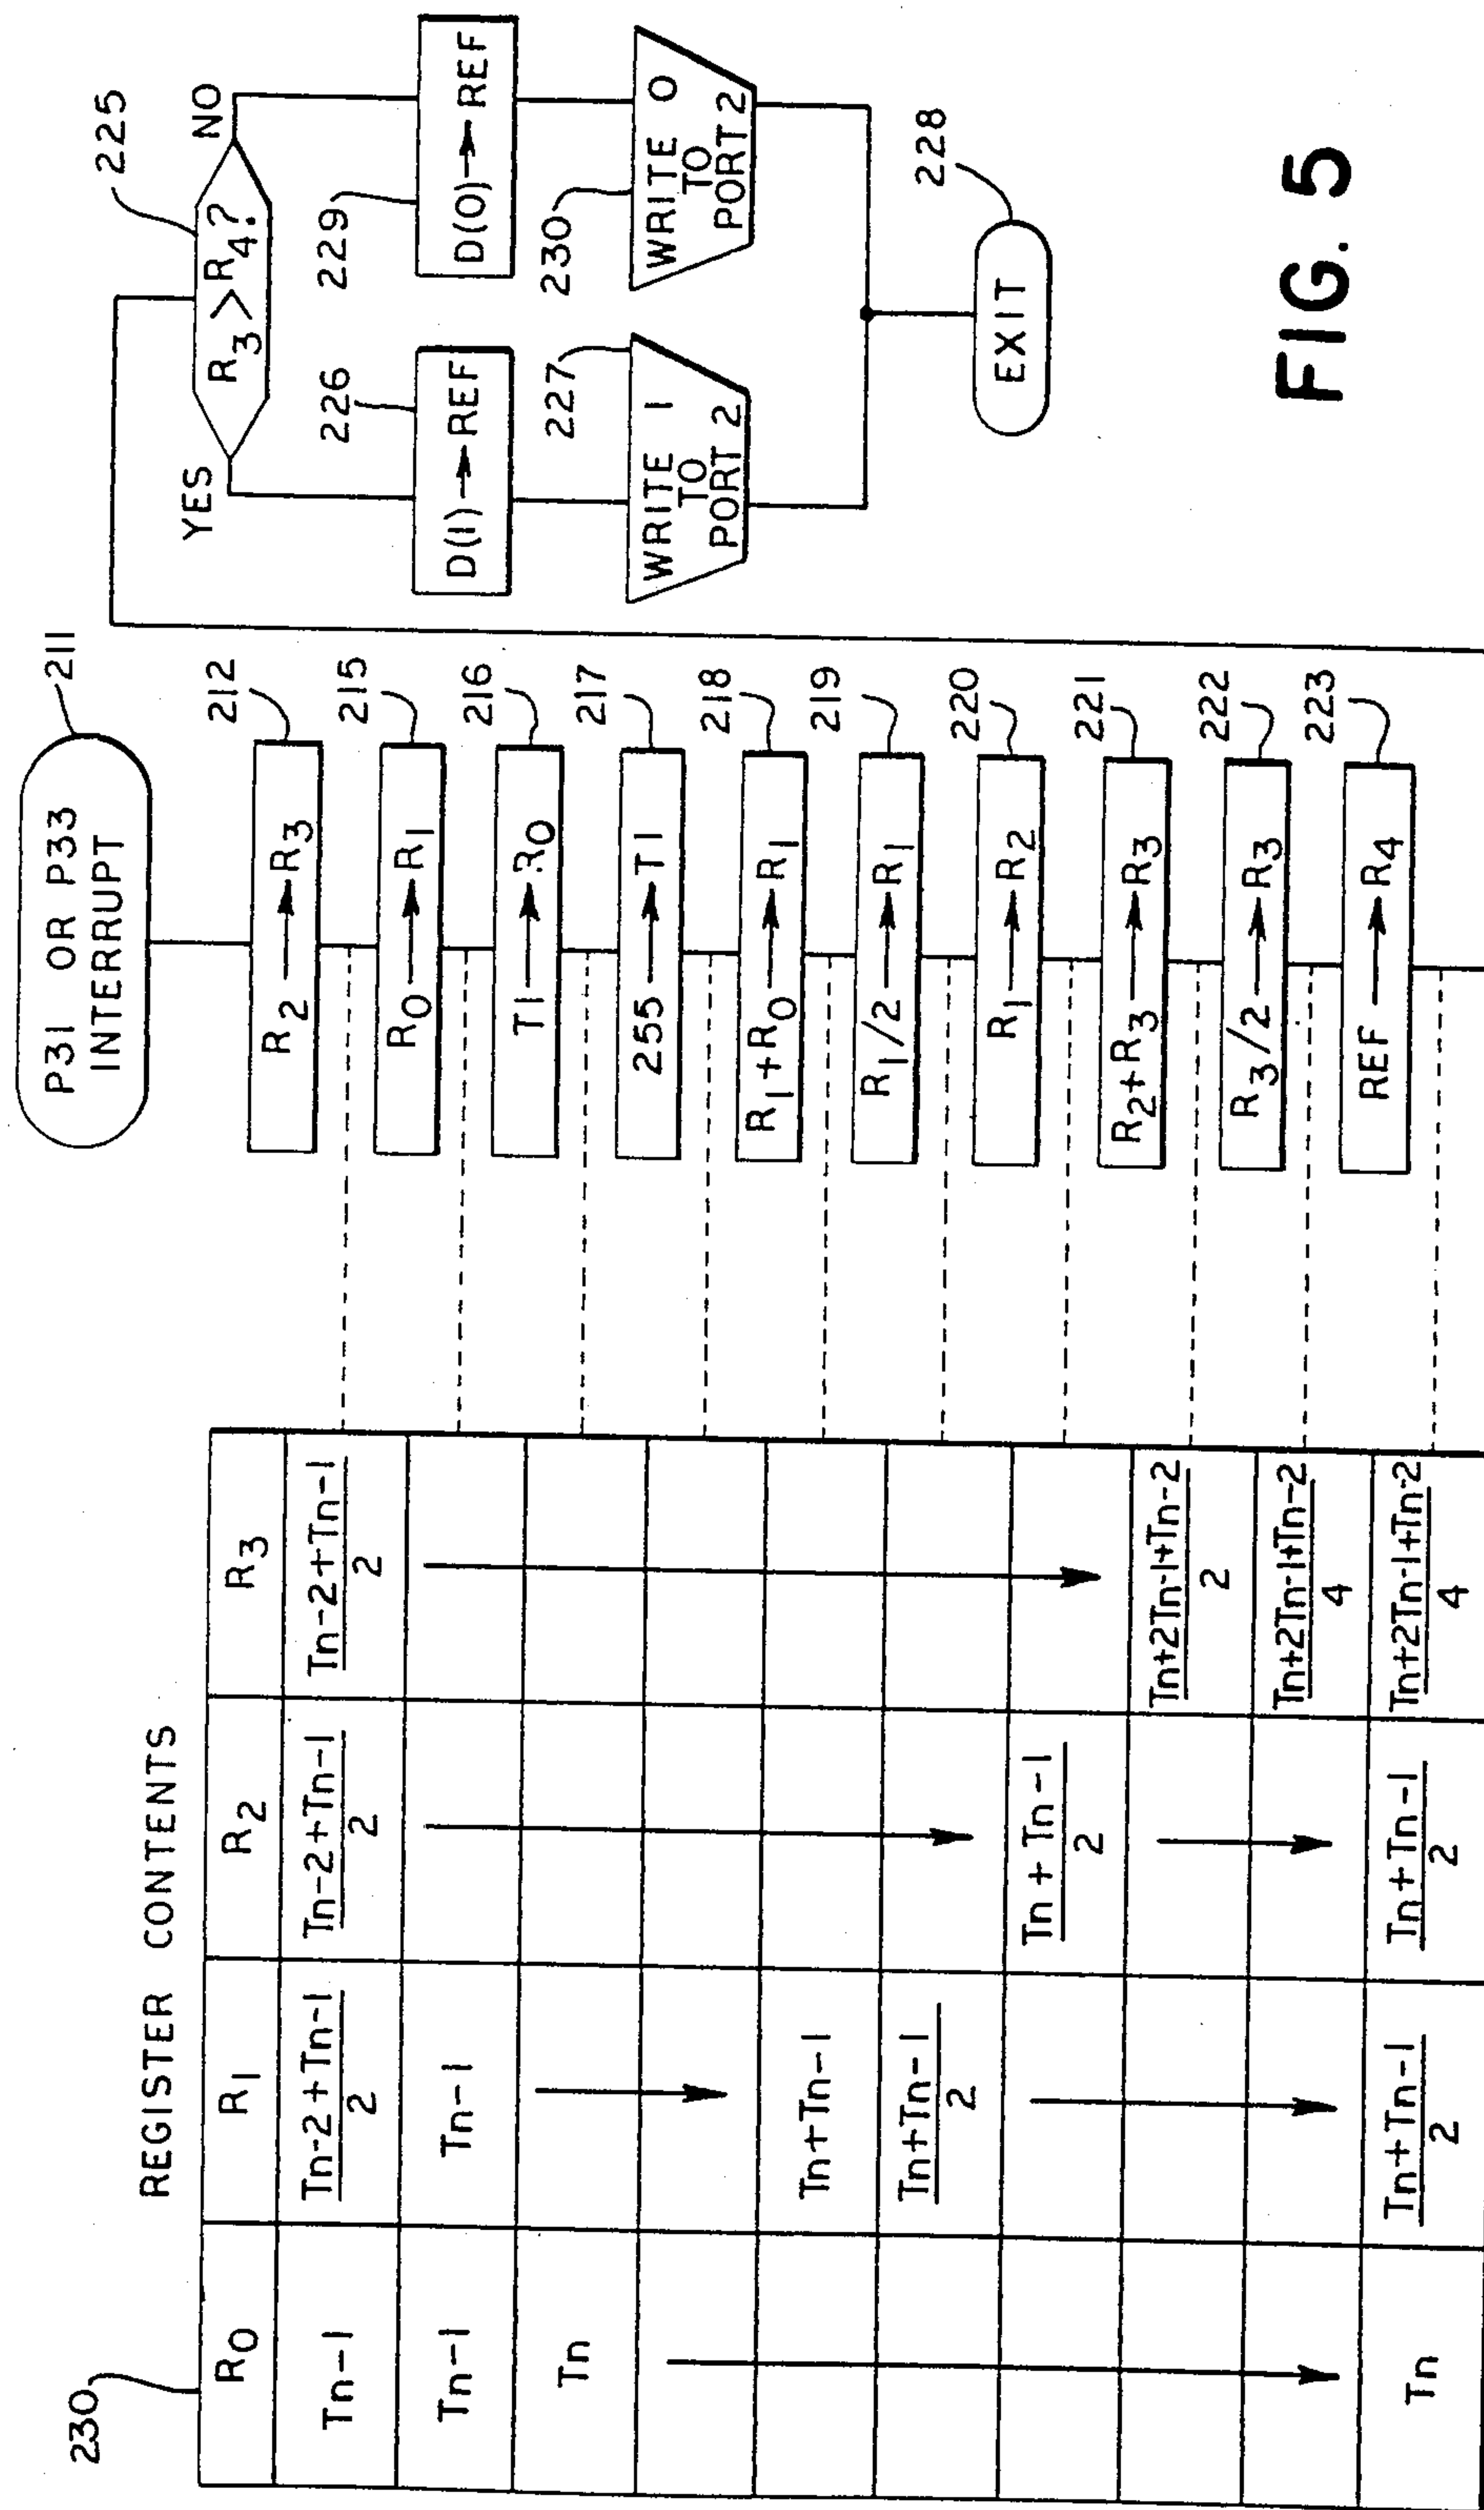 230
REGISTER CONTENTS
R0 R1 R2 R3
Tn-1 Tn-2+Tn-1 Tn-2+Tn-1 Tn-2+Tn-1
2 2 2
Tn-1 Tn-1
Tn
Tn+Tn-1
Tn+Tn-1
2
Tn+Tn-1
2
Tn+2Tn-1+Tn-2
2
Tn+2Tn-1+Tn-2
4
Tn Tn+Tn-1 Tn+Tn-1 Tn+2Tn-1+Tn-2
2 2 4
P31 OR P33
INTERRUPT
211
R2→R3
212
R0→R1
215
T1→R0
216
255→T1
217
R1+R0→R1
218
R1/2→R1
219
R1→R2
220
R2+R3→R3
221
R3/2→R3
222
REF→R4
223
R3>R4?
225
YES
NO
D(1)→REF
226
WRITE 1
TO
PORT 2
227
D(0)→REF
229
WRITE 0
TO
PORT 2
230
EXIT
228
FIG. 5